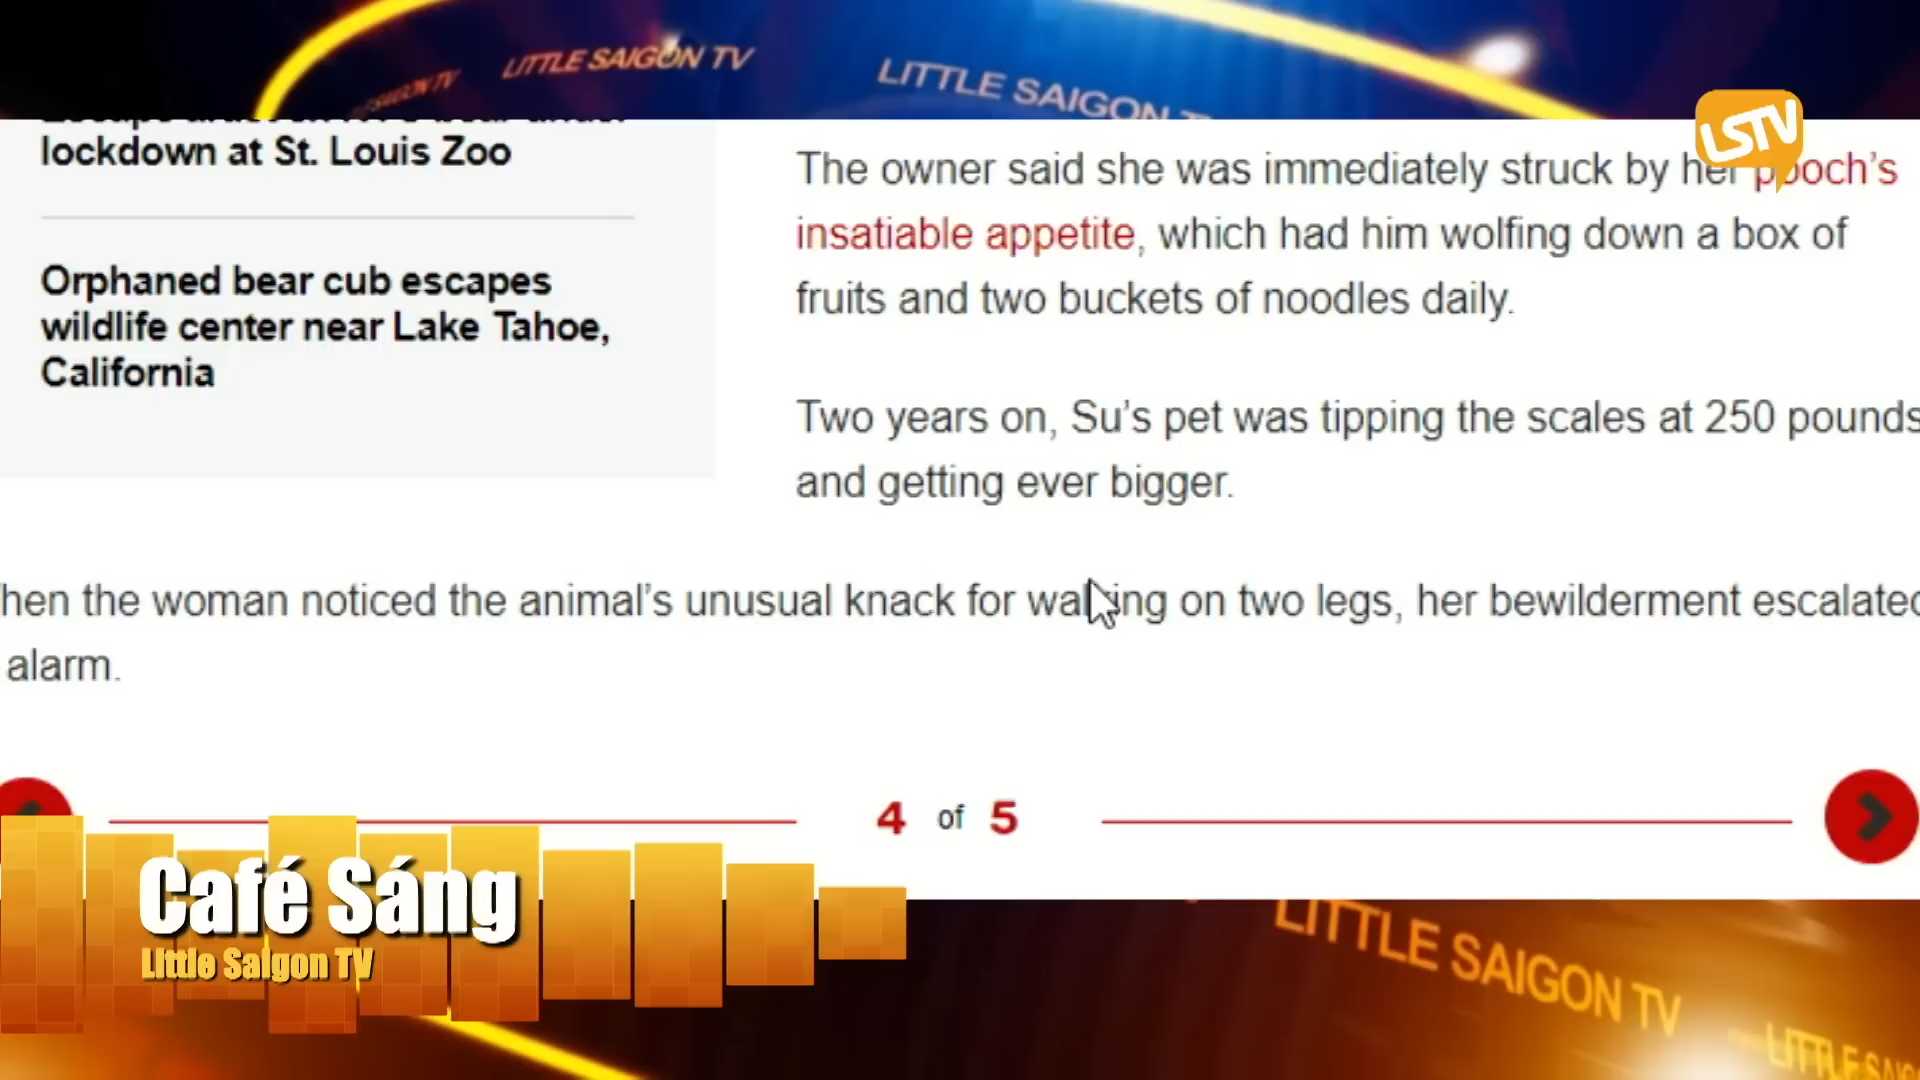 LITTLE SAIGON TV
LITTLE SAIGON
LSTV
lockdown at St. Louis Zoo
Orphaned bear cub escapes
wildlife center near Lake Tahoe,
California
The owner said she was immediately struck by her pooch's
insatiable appetite, which had him wolfing down a box of
fruits and two buckets of noodles daily.
Two years on, Su's pet was tipping the scales at 250 pounds
and getting ever bigger.
hen the woman noticed the animal's unusual knack for walking on two legs, her bewilderment escalated
alarm.
4 of 5
Café Sáng
Little Saigon TV
LITTLE SAIGON TV
LITTLE SAIG